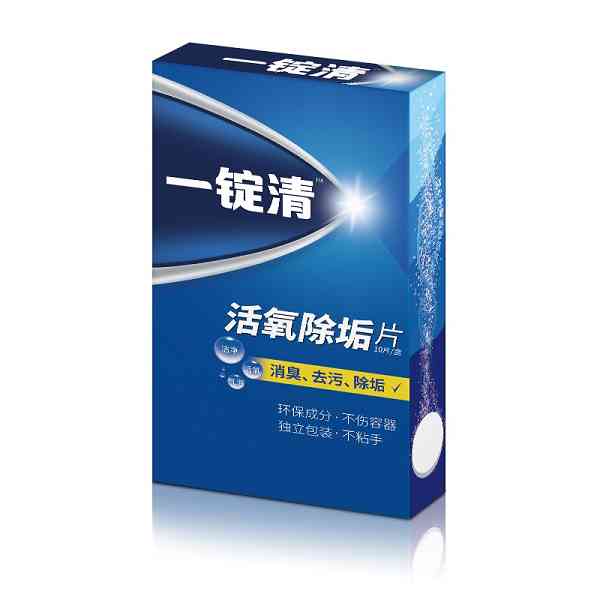 一锭清
一锭清
TM
活氧除垢片
10片/盒
洁净
消臭、去污、除垢 ✓
环保成分·不伤容器
独立包装·不粘手